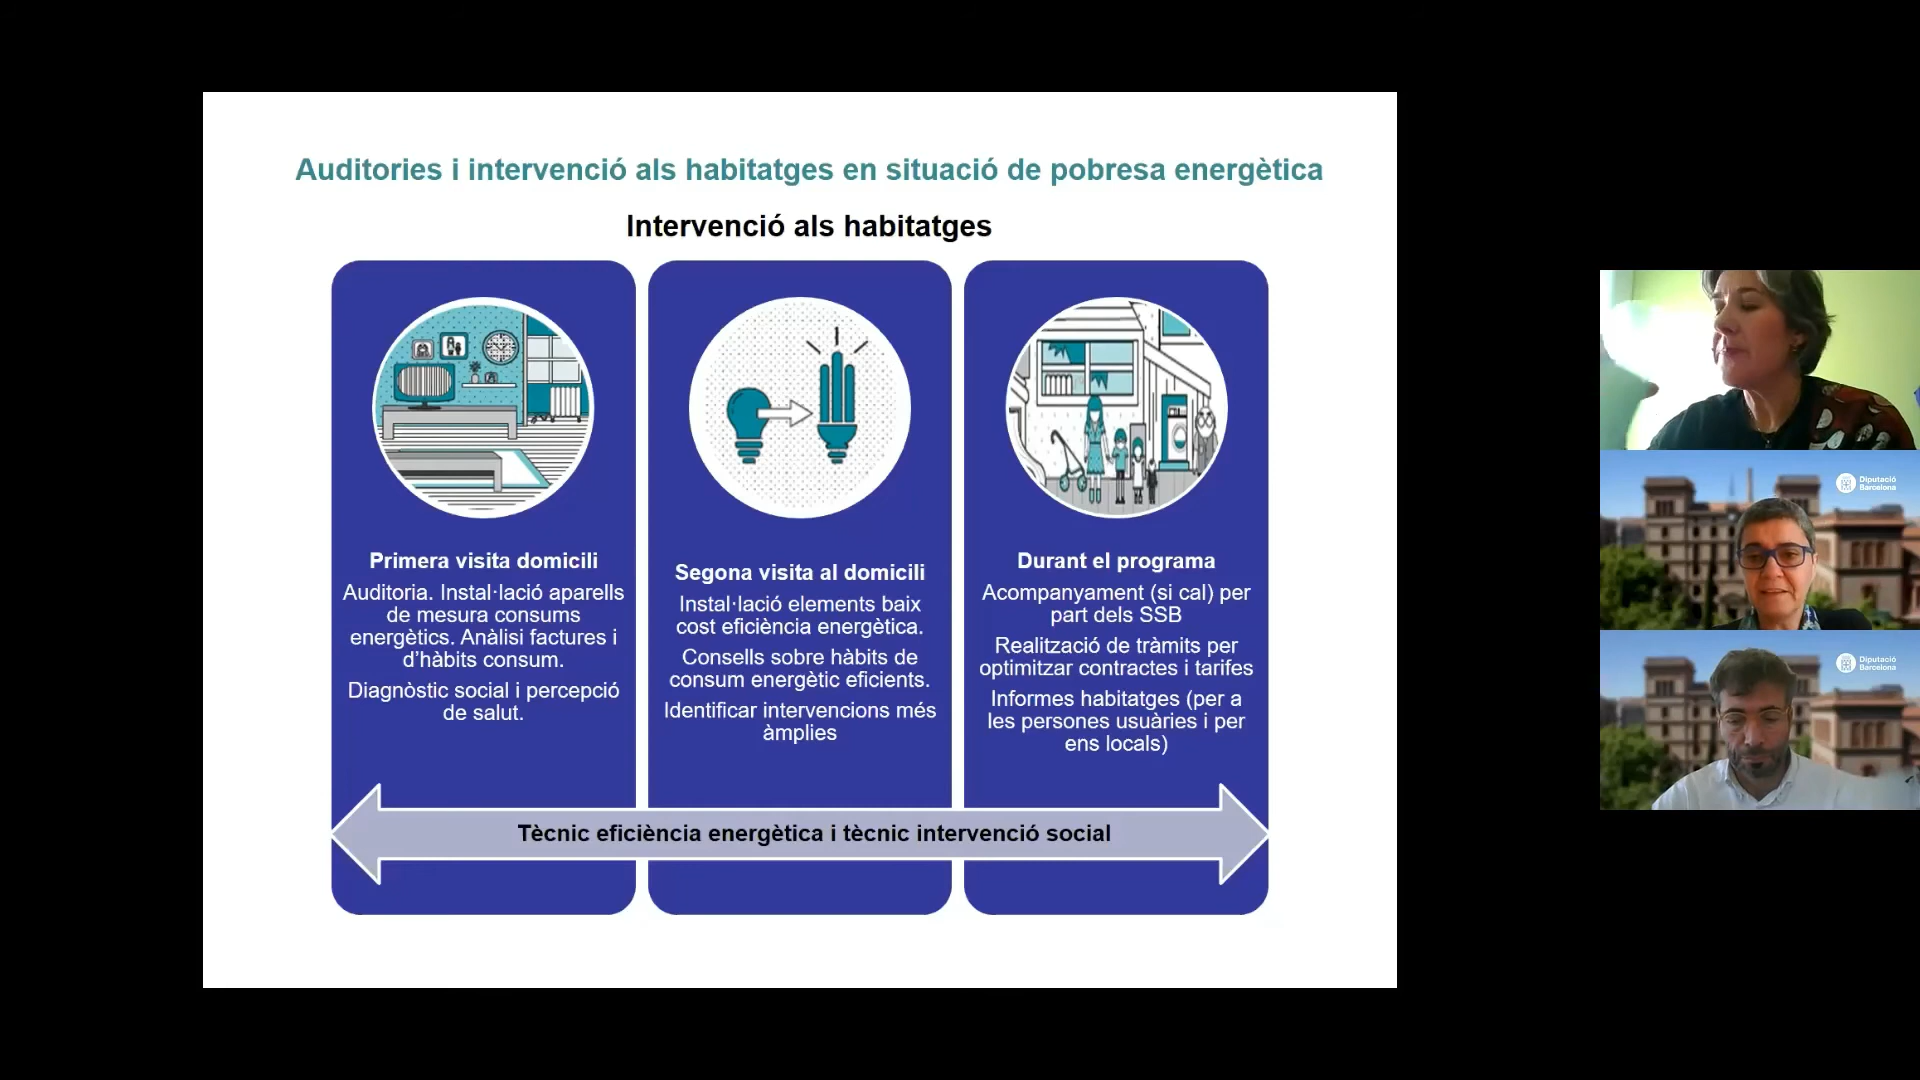 Auditories i intervenció als habitatges en situació de pobresa energètica
Intervenció als habitatges
Primera visita domicili
Auditoria. Instal·lació aparells
de mesura consums
energètics. Anàlisi factures i
d’hàbits consum.
Diagnòstic social i percepció
de salut.
Segona visita al domicili
Instal·lació elements baix
cost eficiència energètica.
Consells sobre hàbits de
consum energètic eficients.
Identificar intervencions més
àmplies
Durant el programa
Acompanyament (si cal) per
part dels SSB
Realització de tràmits per
optimitzar contractes i tarifes
Informes habitatges (per a
les persones usuàries i per
ens locals)
Tècnic eficiència energètica i tècnic intervenció social
Diputació
Barcelona
Diputació
Barcelona